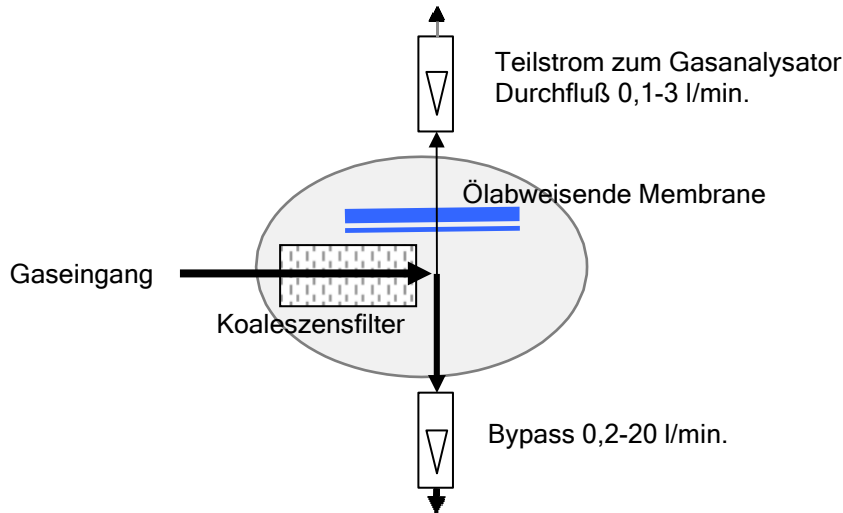 Teilstrom zum Gasanalysator
Durchfluß 0,1-3 l/min.
Ölabweisende Membrane
Gaseingang
Koaleszensfilter
Bypass 0,2-20 l/min.